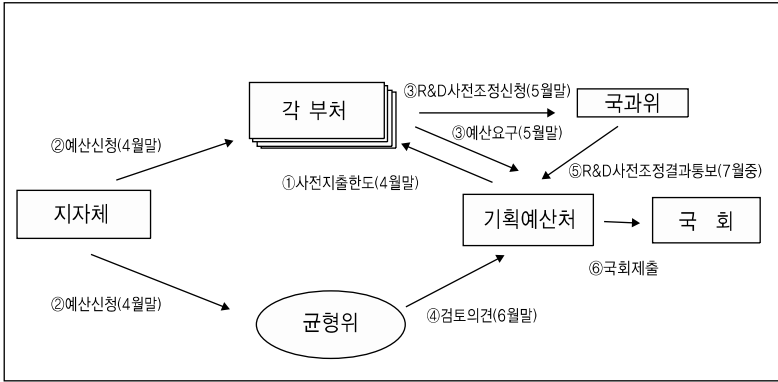 각 부처
③R&D사전조정신청(5월말)
국과위
②예산신청(4월말)
③예산요구(5월말)
①사전지출한도(4월말)
⑤R&D사전조정결과통보(7월중)
지자체
기획예산처
국 회
⑥국회제출
②예산신청(4월말)
균형위
④검토의견(6월말)